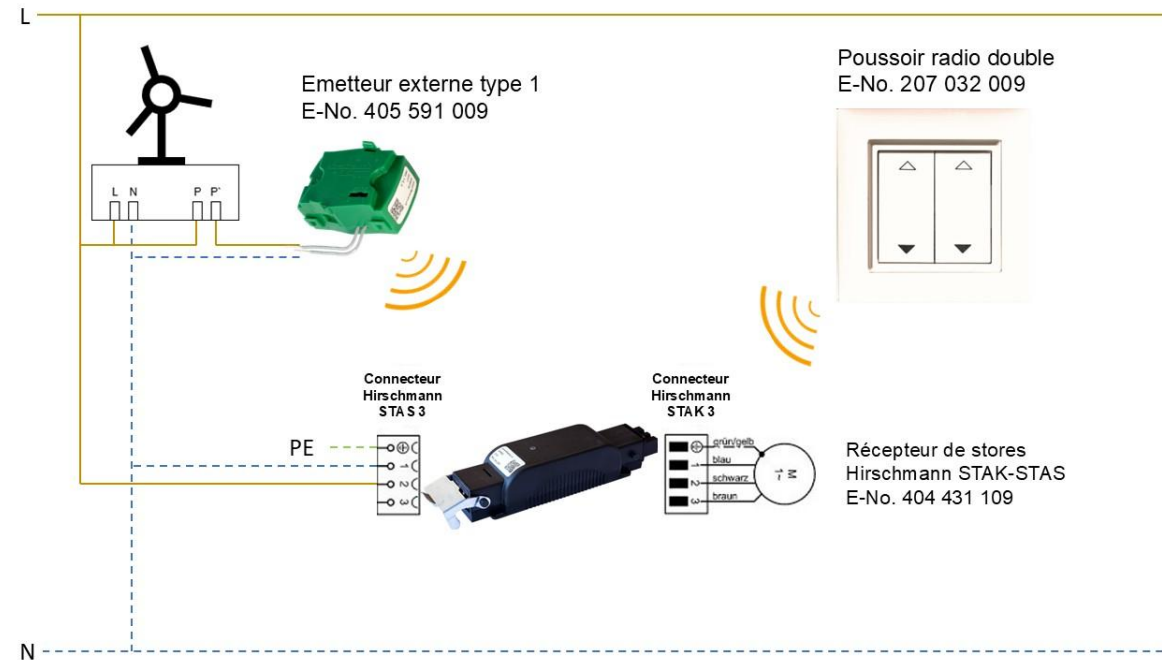 L
Emetteur externe type 1
E-No. 405 591 009
Poussoir radio double
E-No. 207 032 009
L N P P'
Connecteur
Hirschmann
STAS 3
Connecteur
Hirschmann
STAK 3
PE
1
2
3
grün/gelb
1 blau
2 schwarz
3 braun
M
1~
Récepteur de stores
Hirschmann STAK-STAS
E-No. 404 431 109
N